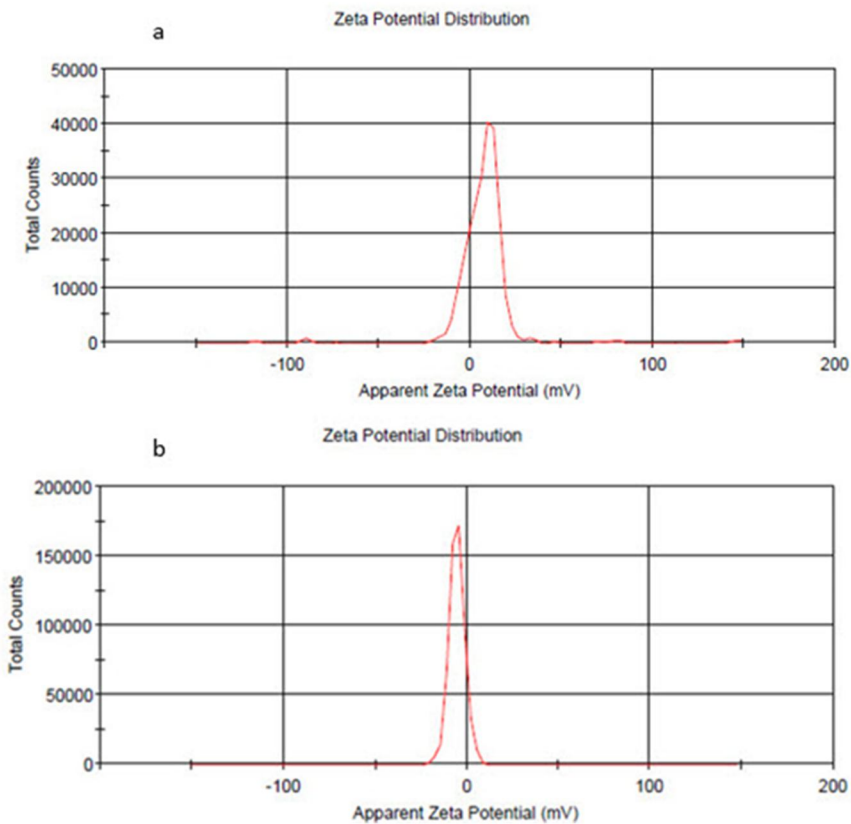 a
Zeta Potential Distribution
50000
40000
30000
20000
10000
0
Total Counts
-100 0 100 200
Apparent Zeta Potential (mV)
b
Zeta Potential Distribution
200000
150000
100000
50000
0
Total Counts
-100 0 100 200
Apparent Zeta Potential (mV)